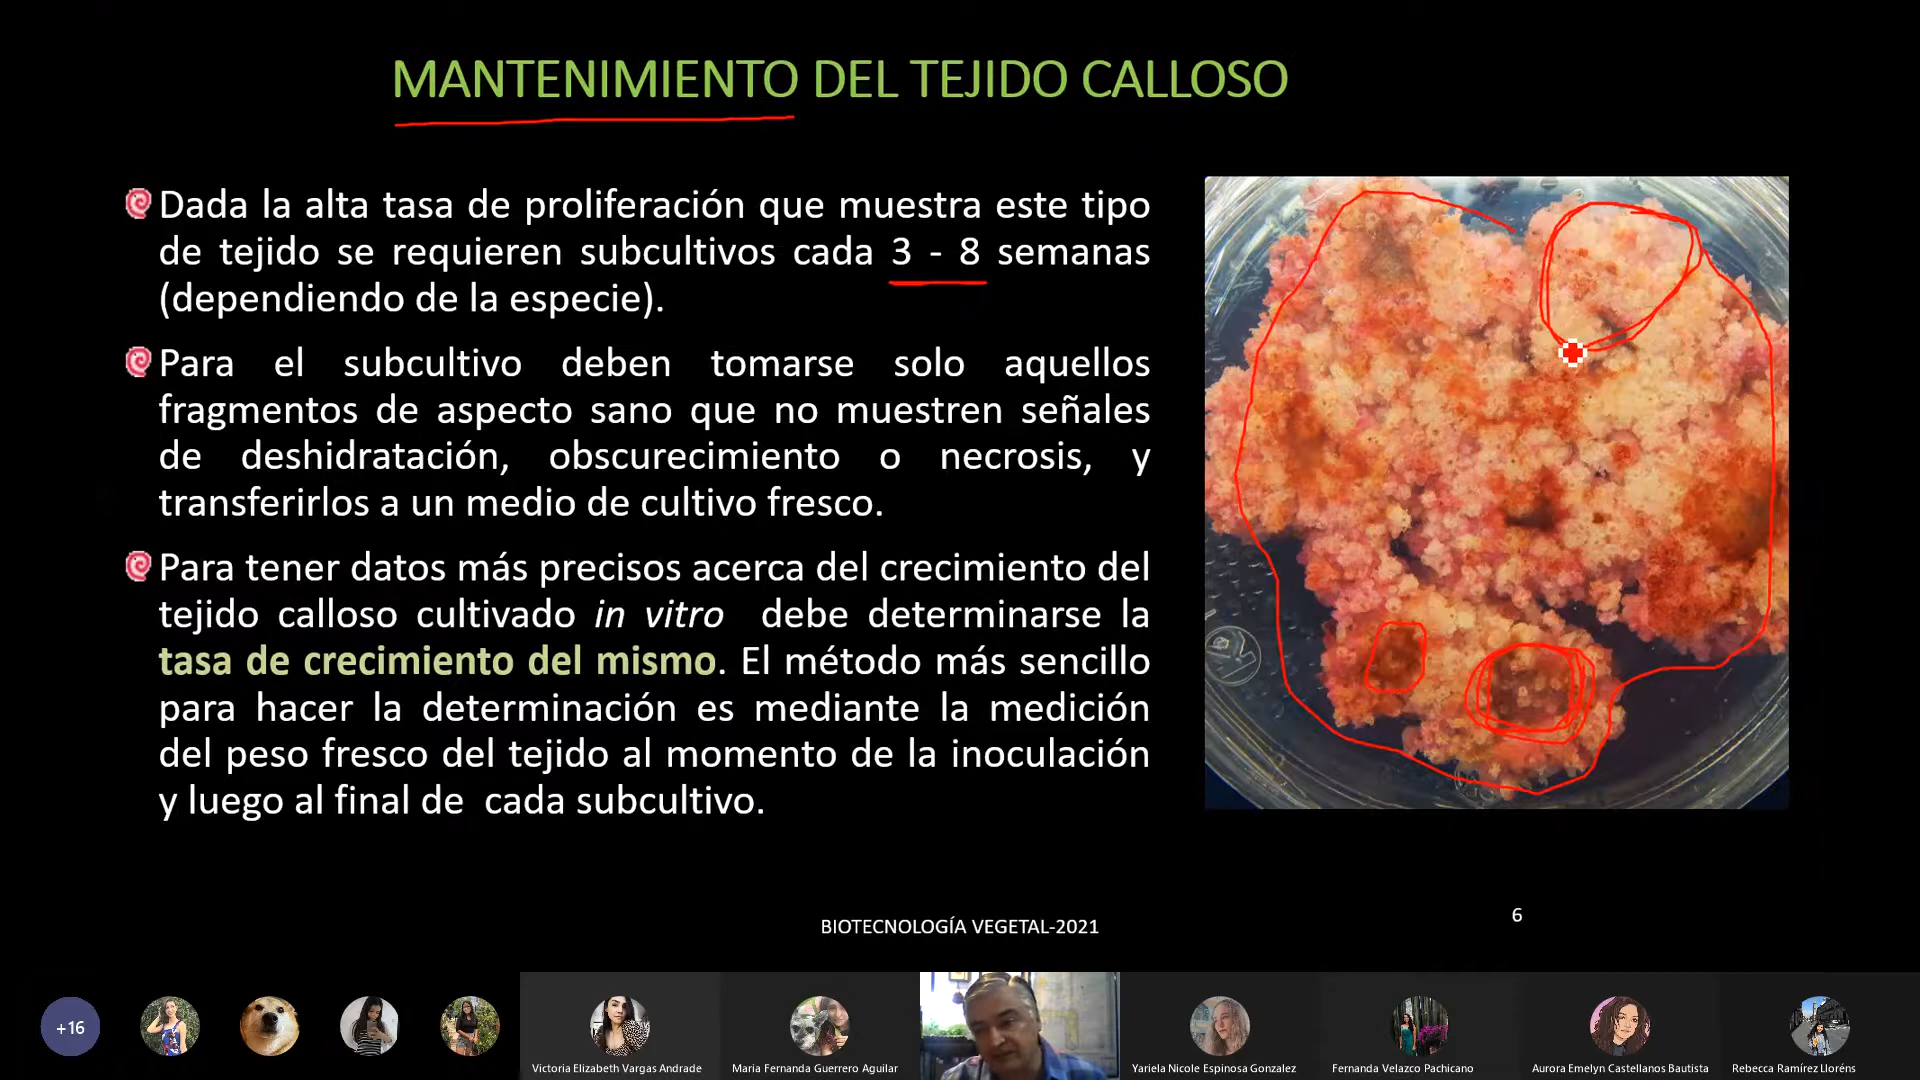 MANTENIMIENTO DEL TEJIDO CALLOSO
Dada la alta tasa de proliferación que muestra este tipo
de tejido se requieren subcultivos cada 3 - 8 semanas
(dependiendo de la especie).
Para el subcultivo deben tomarse solo aquellos
fragmentos de aspecto sano que no muestren señales
de deshidratación, obscurecimiento o necrosis, y
transferirlos a un medio de cultivo fresco.
Para tener datos más precisos acerca del crecimiento del
tejido calloso cultivado in vitro debe determinarse la
tasa de crecimiento del mismo. El método más sencillo
para hacer la determinación es mediante la medición
del peso fresco del tejido al momento de la inoculación
y luego al final de cada subcultivo.
6
BIOTECNOLOGÍA VEGETAL-2021
+16
Victoria Elizabeth Vargas Andrade
Maria Fernanda Guerrero Aguilar
Yariela Nicole Espinosa Gonzalez
Fernanda Velazco Pachicano
Aurora Emelyn Castellanos Bautista
Rebecca Ramírez Lloréns